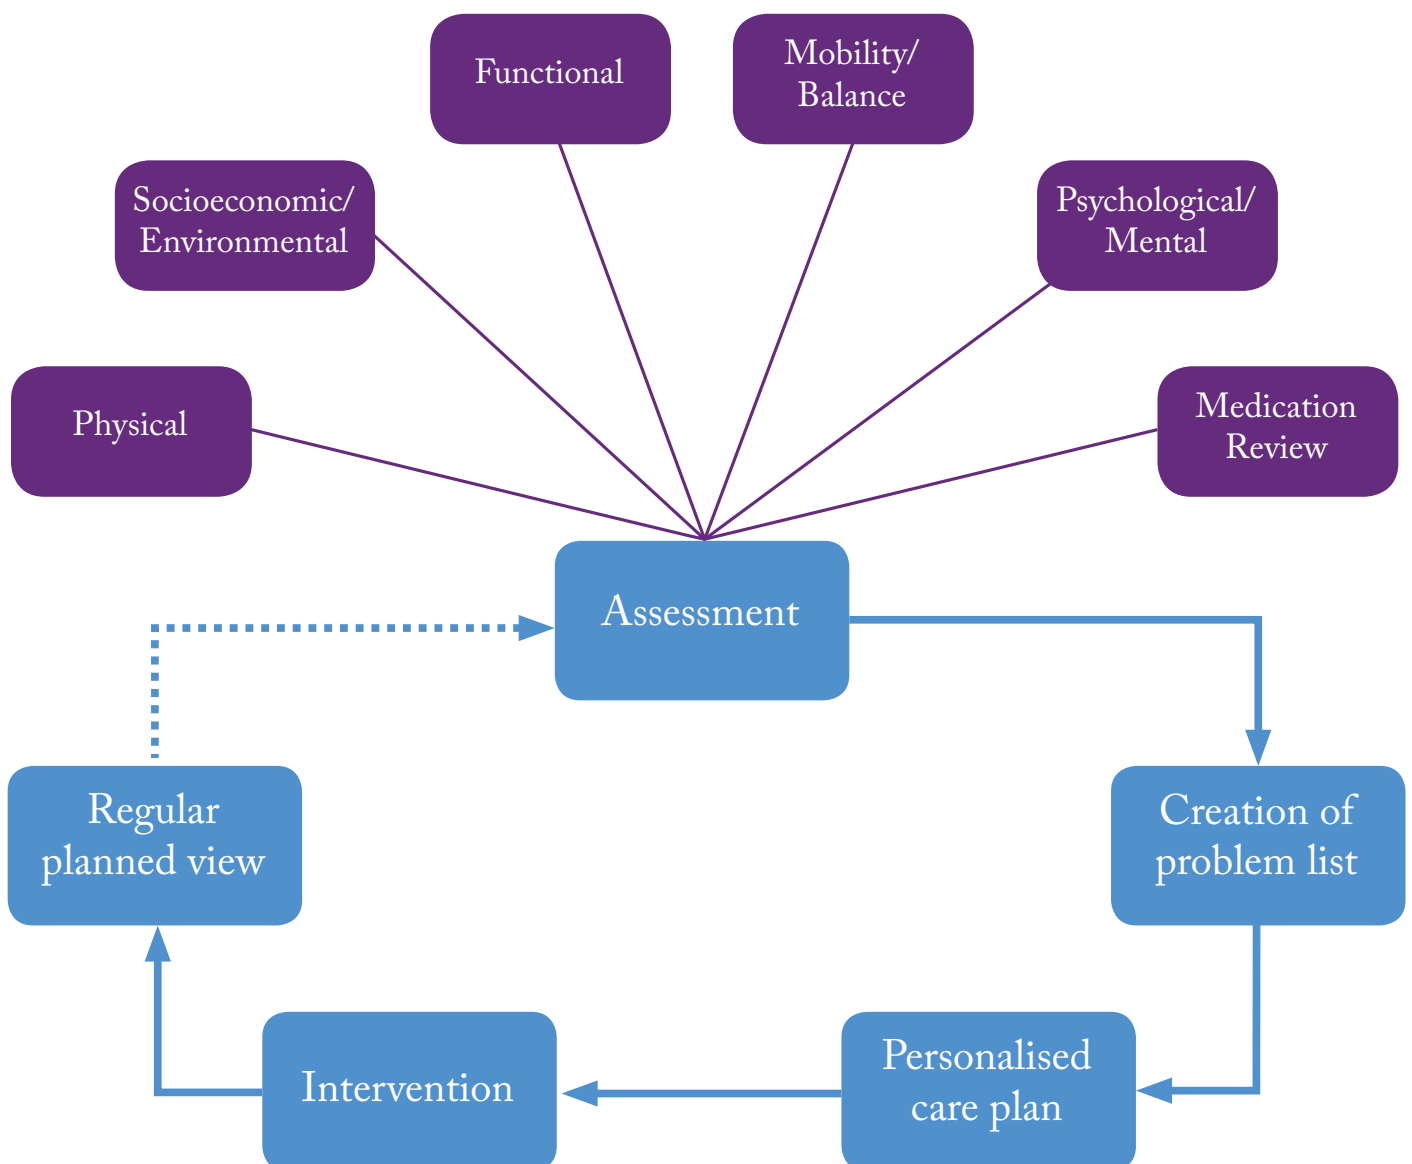 Functional
Mobility/
Balance
Socioeconomic/
Environmental
Psychological/
Mental
Physical
Medication
Review
Assessment
Regular
planned view
Creation of
problem list
Intervention
Personalised
care plan